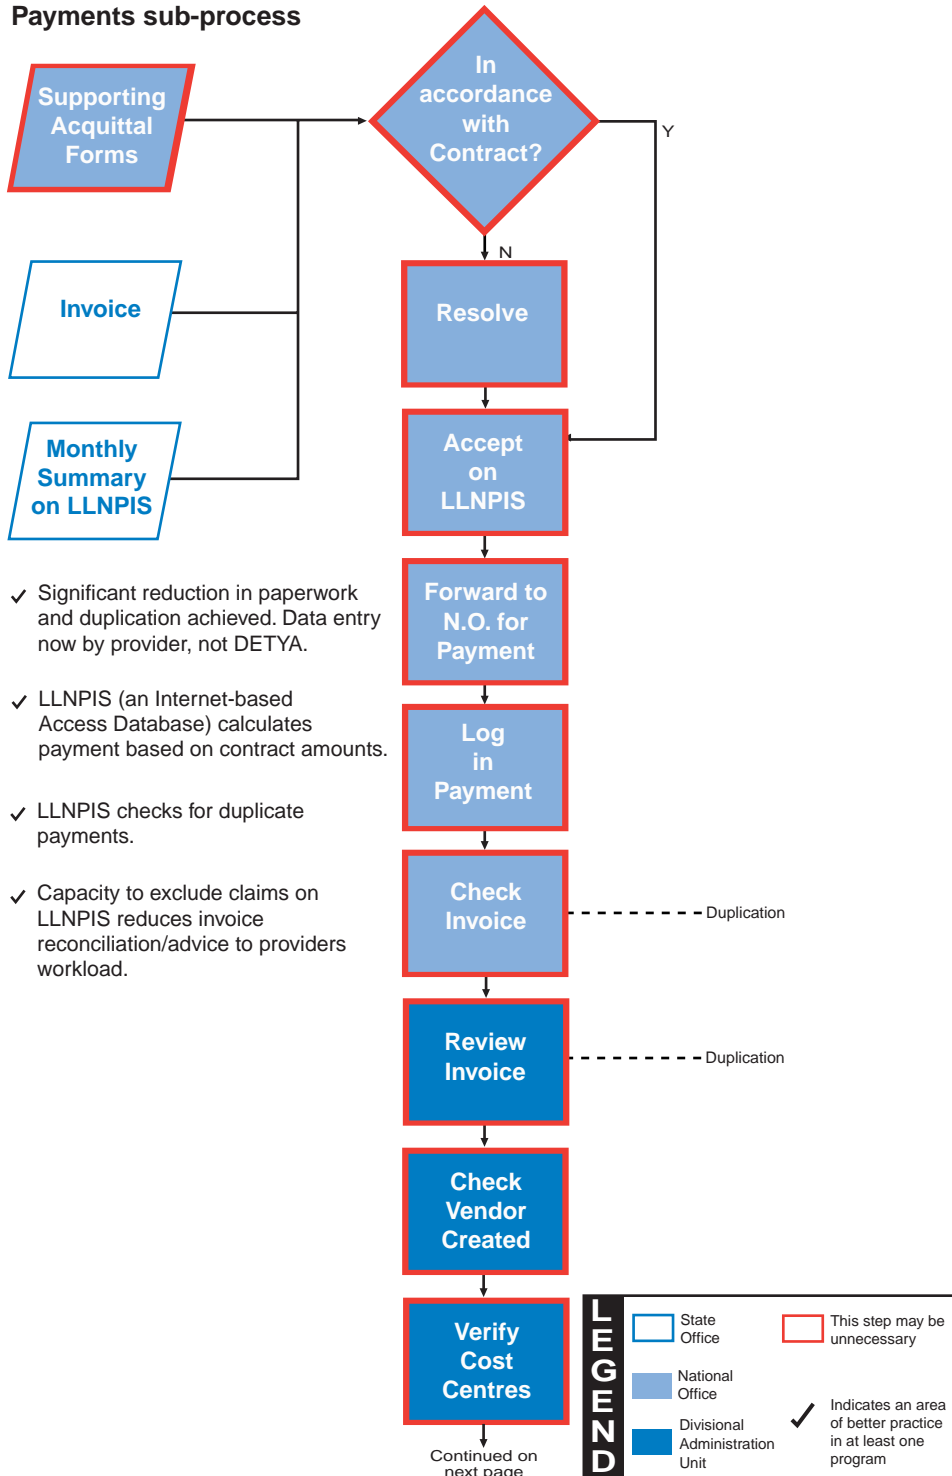 Payments sub-process
Supporting
Acquittal
Forms
In
accordance
with
Contract?
Y
N
Invoice
Resolve
Monthly
Summary
on LLNPIS
Accept
on
LLNPIS
✓ Significant reduction in paperwork
and duplication achieved. Data entry
now by provider, not DETYA.
✓ LLNPIS (an Internet-based
Access Database) calculates
payment based on contract amounts.
✓ LLNPIS checks for duplicate
payments.
✓ Capacity to exclude claims on
LLNPIS reduces invoice
reconciliation/advice to providers
workload.
Forward to
N.O. for
Payment
Log
in
Payment
Check
Invoice
Duplication
Review
Invoice
Duplication
Check
Vendor
Created
Verify
Cost
Centres
Continued on
next page
LEGEND
State
Office
This step may be
unnecessary
National
Office
Divisional
Administration
Unit
✓ Indicates an area
of better practice
in at least one
program